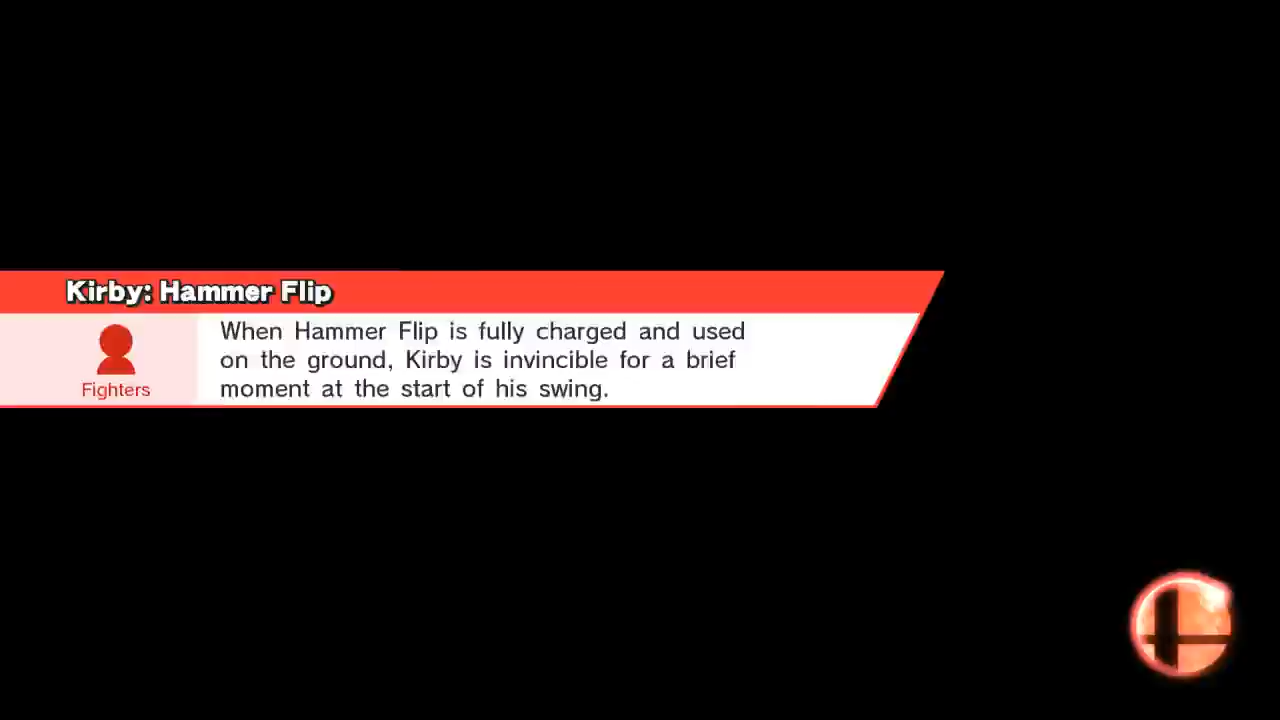 Kirby: Hammer Flip
Fighters
When Hammer Flip is fully charged and used
on the ground, Kirby is invincible for a brief
moment at the start of his swing.